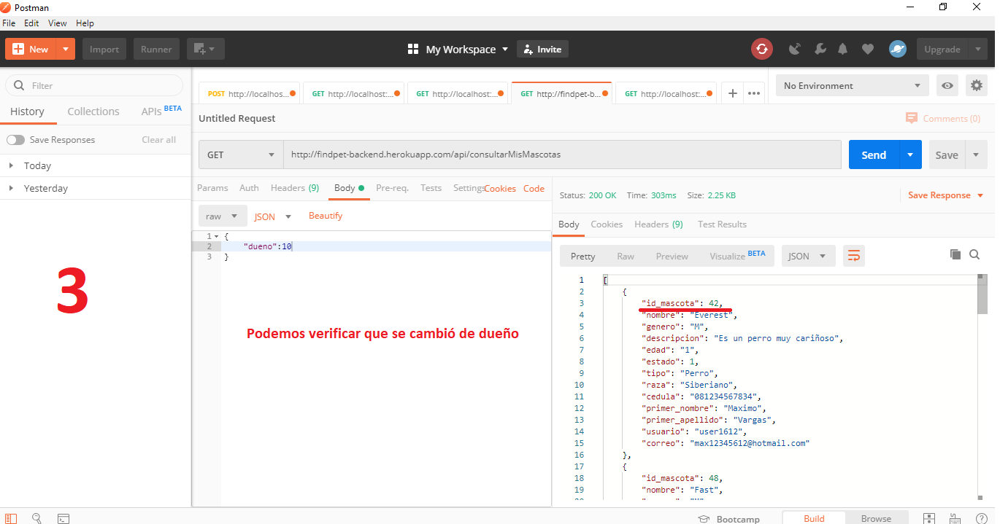 Postman
File Edit View Help
New Import Runner My Workspace Invite Upgrade
Filter
History Collections APIs BETA
Save Responses Clear all
Today
Yesterday
3
POST http://localhos... GET http://localhost:... GET http://localhost:... GET http://findpet-b... GET http://localhost:... + •••
No Environment
Untitled Request
Comments (0)
GET http://findpet-backend.herokuapp.com/api/consultarMisMascotas Send Save
Params Auth Headers (9) Body Pre-req. Tests Settings Cookies Code
raw JSON Beautify
1 {
2 "dueno":10
3 }
Podemos verificar que se cambió de dueño
Status: 200 OK Time: 303ms Size: 2.25 KB Save Response
Body Cookies Headers (9) Test Results
Pretty Raw Preview Visualize BETA JSON
1 [
2 {
3 "id_mascota": 42,
4 "nombre": "Everest",
5 "genero": "M",
6 "descripcion": "Es un perro muy cariñoso",
7 "edad": "1",
8 "estado": 1,
9 "tipo": "Perro",
10 "raza": "Siberiano",
11 "cedula": "081234567834",
12 "primer_nombre": "Maximo",
13 "primer_apellido": "Vargas",
14 "usuario": "user1612",
15 "correo": "max12345612@hotmail.com"
16 },
17 {
18 "id_mascota": 48,
19 "nombre": "Fast",
Bootcamp Build Browse